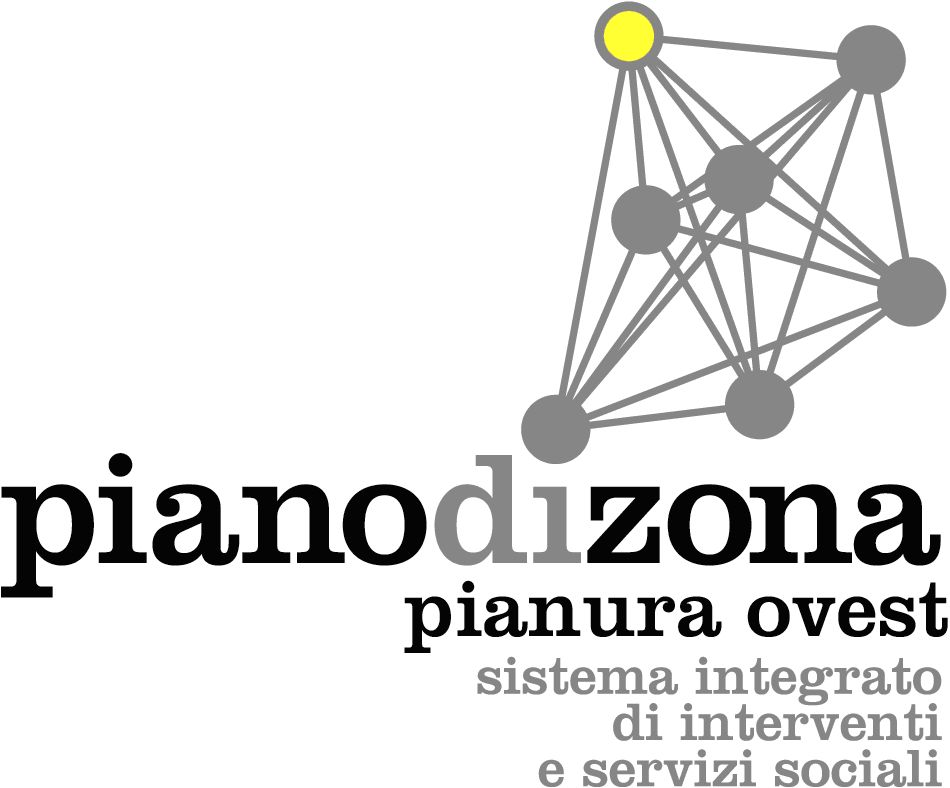 pianodizona
pianura ovest
sistema integrato
di interventi
e servizi sociali